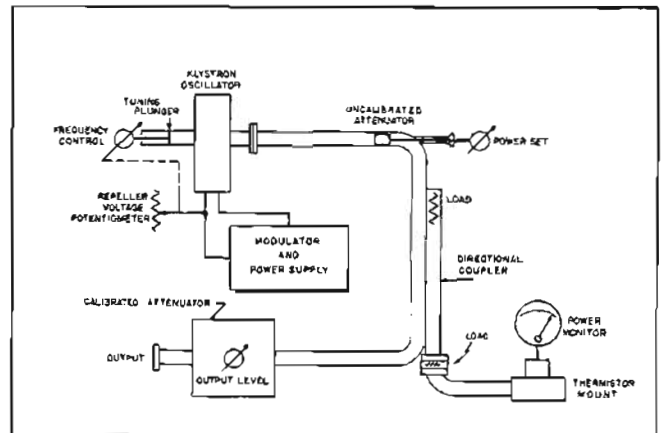 KLYSTRON
OSCILLATOR
TUNING
PLUNGER
FREQUENCY
CONTROL
UNCALIBRATED
ATTENUATOR
POWER SET
REPELLER
VOLTAGE
POTENTIOMETER
LOAD
MODULATOR
AND
POWER SUPPLY
DIRECTIONAL
COUPLER
CALIBRATED ATTENUATOR
POWER
MONITOR
LOAD
OUTPUT
OUTPUT LEVEL
THERMISTOR
MOUNT